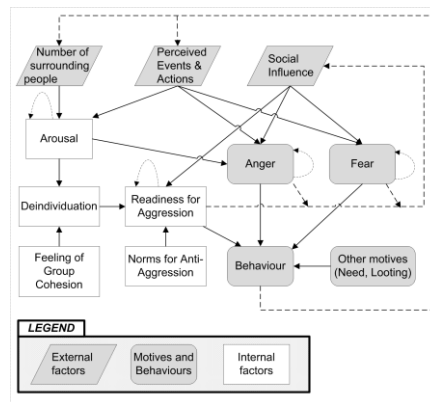 Number of
surrounding
people
Perceived
Events &
Actions
Social
Influence
Arousal
Anger
Fear
Deindividuation
Readiness for
Aggression
Feeling of
Group
Cohesion
Norms for Anti-
Aggression
Behaviour
Other motives
(Need, Looting)
LEGEND
External
factors
Motives and
Behaviours
Internal
factors